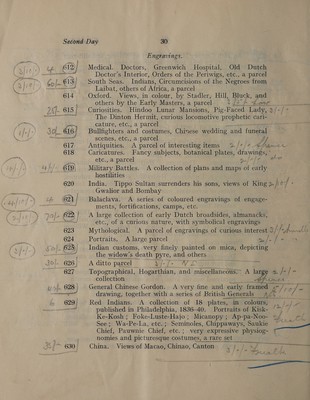 Second Day 30
Engravings.
612 Medical. Doctors, Greenwich Hospital, Old Dutch
Doctor's Interior, Orders of the Periwigs, etc., a parcel
613 South Seas. Indians, Circumcisions of the Negroes from
Laibat, others of Africa, a parcel
614 Oxford. Views, in colour, by Stadler, Hill, Bluck, and
others by the Early Masters, a parcel
615 Curiosities. Hindoo Lunar Mansions, Pig-Faced Lady,
The Dinton Hermit, curious locomotive prophetic cari-
cature, etc., a parcel
616 Bullfighters and costumes, Chinese wedding and funeral
scenes, etc., a parcel
617 Antiquities. A parcel of interesting items
618 Caricatures. Fancy subjects, botanical plates, drawings,
etc., a parcel
619 Military Battles. A collection of plans and maps of early
hostilities
620 India. Tippo Sultan surrenders his sons, views of King
Gwalior and Bombay
621 Balaclava. A series of coloured engravings of engage-
ments, fortifications, camps, etc.
622 A large collection of early Dutch broadsides, almanacks,
etc., of a curious nature, with symbolical engravings
623 Mythological. A parcel of engravings of curious interest
624 Portraits. A large parcel
625 Indian customs, very finely painted on mica, depicting
the widow's death pyre, and others
626 A ditto parcel
627 Topographical, Hogarthian, and miscellaneous. A large
collection
628 General Chinese Gordon. A very fine and early framed
drawing, together with a series of British Generals
629 Red Indians. A collection of 18 plates, in colours,
published in Philadelphia, 1836-40. Portraits of Kisk-
Ke-Kosh; Foke-Luste-Hajo; Micanopy; Ap-pa-Noo-
See; Wa-Pe-La, etc.; Seminoles, Chippaways, Saukie
Chief, Pawnee Chief, etc.; very expressive physiog-
nomies and picturesque costumes, a rare set
630 China. Views of Macao, Chinzo, Canton